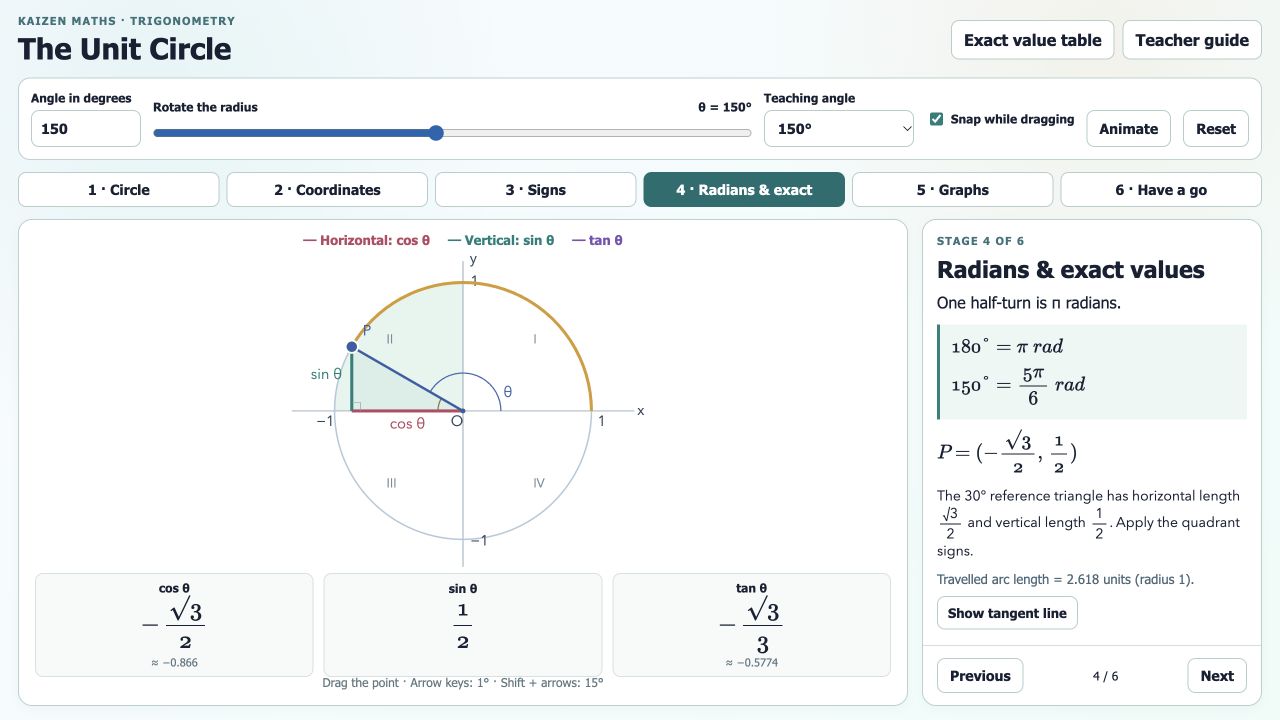 KAIZEN MATHS · TRIGONOMETRY
The Unit Circle
Exact value table
Teacher guide
Angle in degrees
150
Rotate the radius
θ = 150°
Teaching angle
150°
Snap while dragging
Animate
Reset
1 · Circle
2 · Coordinates
3 · Signs
4 · Radians & exact
5 · Graphs
6 · Have a go
— Horizontal: cos θ — Vertical: sin θ — tan θ
y
1
P
II
I
sin θ
θ
−1
cos θ
O
1
x
III
IV
−1
cos θ
−√3/2
≈ −0.866
sin θ
1/2
tan θ
−√3/3
≈ −0.5774
Drag the point · Arrow keys: 1° · Shift + arrows: 15°
STAGE 4 OF 6
Radians & exact values
One half-turn is π radians.
180° = π rad
150° = 5π/6 rad
P = (−√3/2, 1/2)
The 30° reference triangle has horizontal length
√3/2 and vertical length 1/2. Apply the quadrant
signs.
Travelled arc length = 2.618 units (radius 1).
Show tangent line
Previous
4 / 6
Next